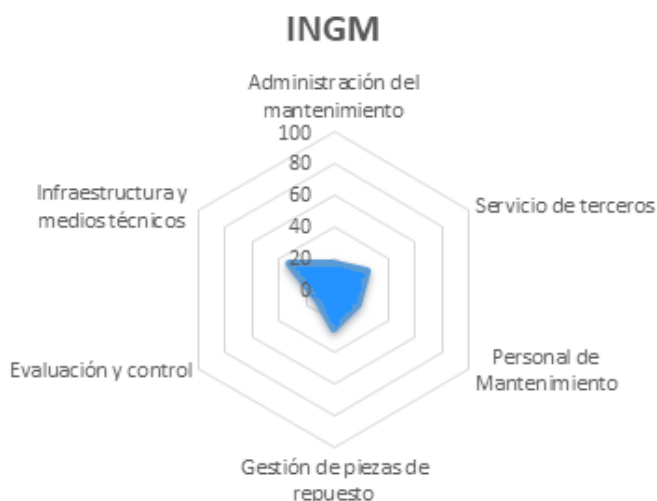 INGM
Administración del
mantenimiento
100
80
60
40
20
0
Servicio de terceros
Personal de
Mantenimiento
Gestión de piezas de
repuesto
Evaluación y control
Infraestructura y
medios técnicos